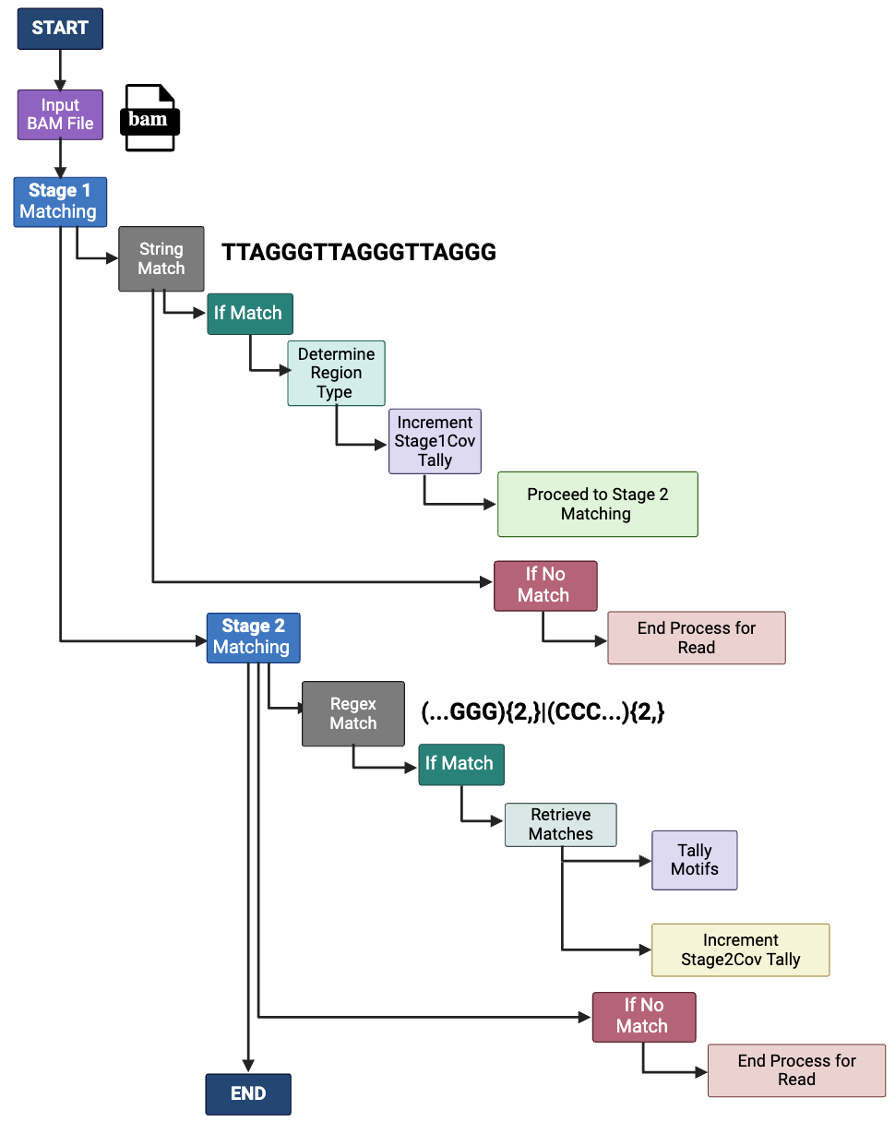 START
Input
BAM File
bam
Stage 1
Matching
String
Match
TTAGGGTTAGGGTTAGGG
If Match
Determine
Region
Type
Increment
Stage1Cov
Tally
Proceed to Stage 2
Matching
If No
Match
End Process for
Read
Stage 2
Matching
Regex
Match
(...GGG){2,}|(CCC...){2,}
If Match
Retrieve
Matches
Tally
Motifs
Increment
Stage2Cov Tally
If No
Match
End Process for
Read
END